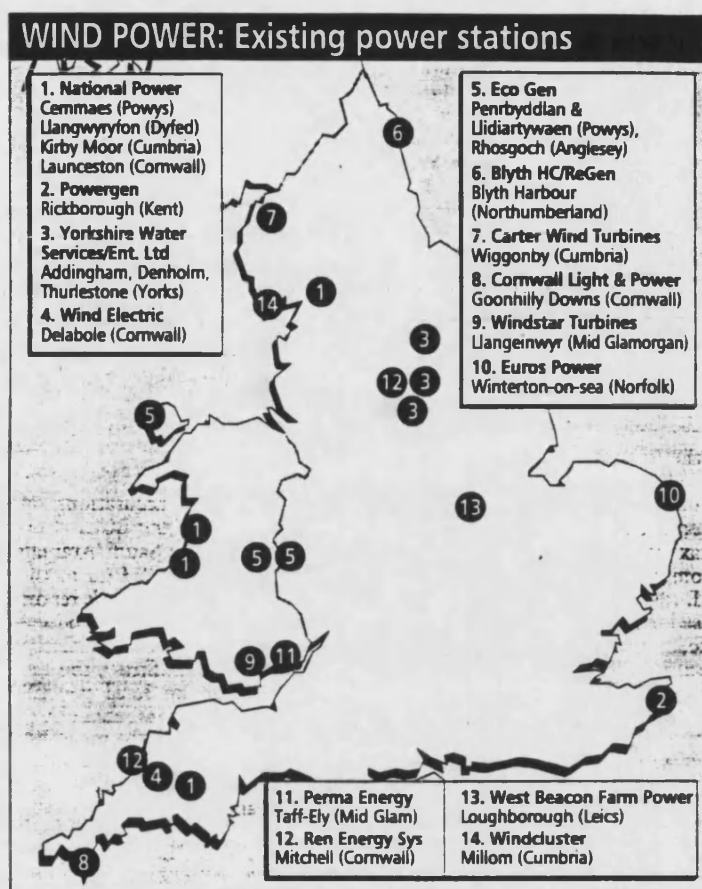 WIND POWER: Existing power stations
1. National Power
Cemmaes (Powys)
Llangwyryfon (Dyfed)
Kirby Moor (Cumbria)
Launceston (Cornwall)
2. Powergen
Rickborough (Kent)
3. Yorkshire Water
Services/Ent. Ltd
Addingham, Denholm,
Thurlestone (Yorks)
4. Wind Electric
Delabole (Cornwall)
5. Eco Gen
Penrbyddlan &
Llidiartywaen (Powys),
Rhosgoch (Anglesey)
6. Blyth HC/ReGen
Blyth Harbour
(Northumberland)
7. Carter Wind Turbines
Wiggonby (Cumbria)
8. Cornwall Light & Power
Goonhilly Downs (Cornwall)
9. Windstar Turbines
Llangeinwyr (Mid Glamorgan)
10. Euros Power
Winterton-on-sea (Norfolk)
6
7
14
1
3
12
3
3
5
13
10
1
1
5
5
9
11
2
12
4
1
8
11. Perma Energy
Taff-Ely (Mid Glam)
12. Ren Energy Sys
Mitchell (Cornwall)
13. West Beacon Farm Power
Loughborough (Leics)
14. Windcluster
Millom (Cumbria)